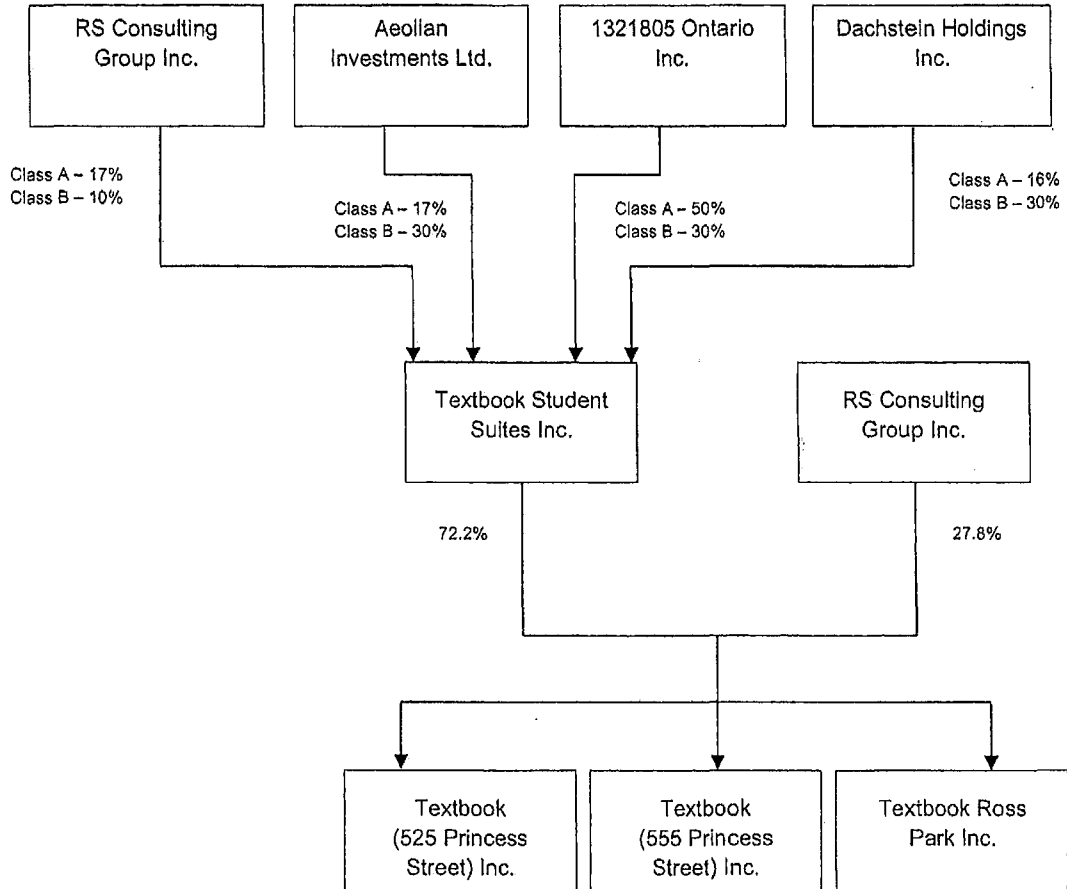 RS Consulting
Group Inc.
Aeolian
Investments Ltd.
1321805 Ontario
Inc.
Dachstein Holdings
Inc.
Class A – 17%
Class B – 10%
Class A – 17%
Class B – 30%
Class A – 50%
Class B – 30%
Class A – 16%
Class B – 30%
Textbook Student
Suites Inc.
RS Consulting
Group Inc.
72.2%
27.8%
Textbook
(525 Princess
Street) Inc.
Textbook
(555 Princess
Street) Inc.
Textbook Ross
Park Inc.